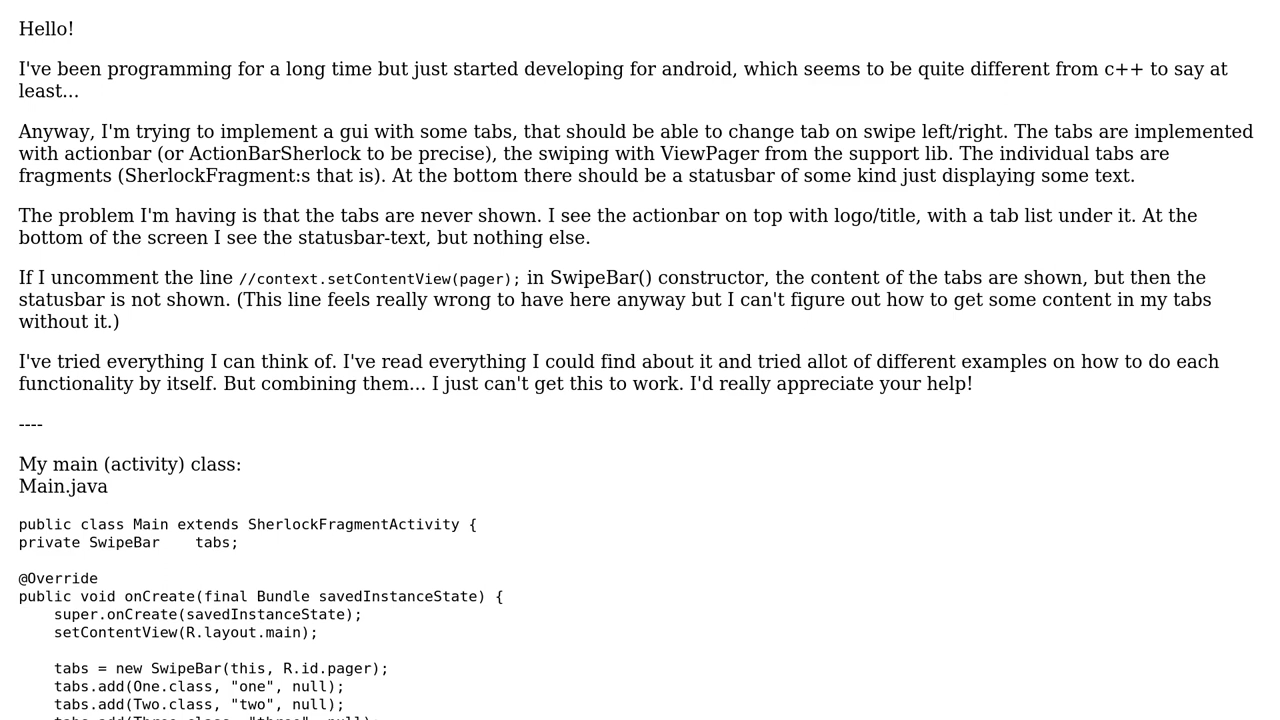 Hello!
I've been programming for a long time but just started developing for android, which seems to be quite different from c++ to say at
least...
Anyway, I'm trying to implement a gui with some tabs, that should be able to change tab on swipe left/right. The tabs are implemented
with actionbar (or ActionBarSherlock to be precise), the swiping with ViewPager from the support lib. The individual tabs are
fragments (SherlockFragment:s that is). At the bottom there should be a statusbar of some kind just displaying some text.
The problem I'm having is that the tabs are never shown. I see the actionbar on top with logo/title, with a tab list under it. At the
bottom of the screen I see the statusbar-text, but nothing else.
If I uncomment the line //context.setContentView(pager); in SwipeBar() constructor, the content of the tabs are shown, but then the
statusbar is not shown. (This line feels really wrong to have here anyway but I can't figure out how to get some content in my tabs
without it.)
I've tried everything I can think of. I've read everything I could find about it and tried allot of different examples on how to do each
functionality by itself. But combining them... I just can't get this to work. I'd really appreciate your help!
----
My main (activity) class:
Main.java
public class Main extends SherlockFragmentActivity {
private SwipeBar    tabs;
@Override
public void onCreate(final Bundle savedInstanceState) {
    super.onCreate(savedInstanceState);
    setContentView(R.layout.main);
    tabs = new SwipeBar(this, R.id.pager);
    tabs.add(One.class, "one", null);
    tabs.add(Two.class, "two", null);
    tabs.add(Three.class, "three", null);